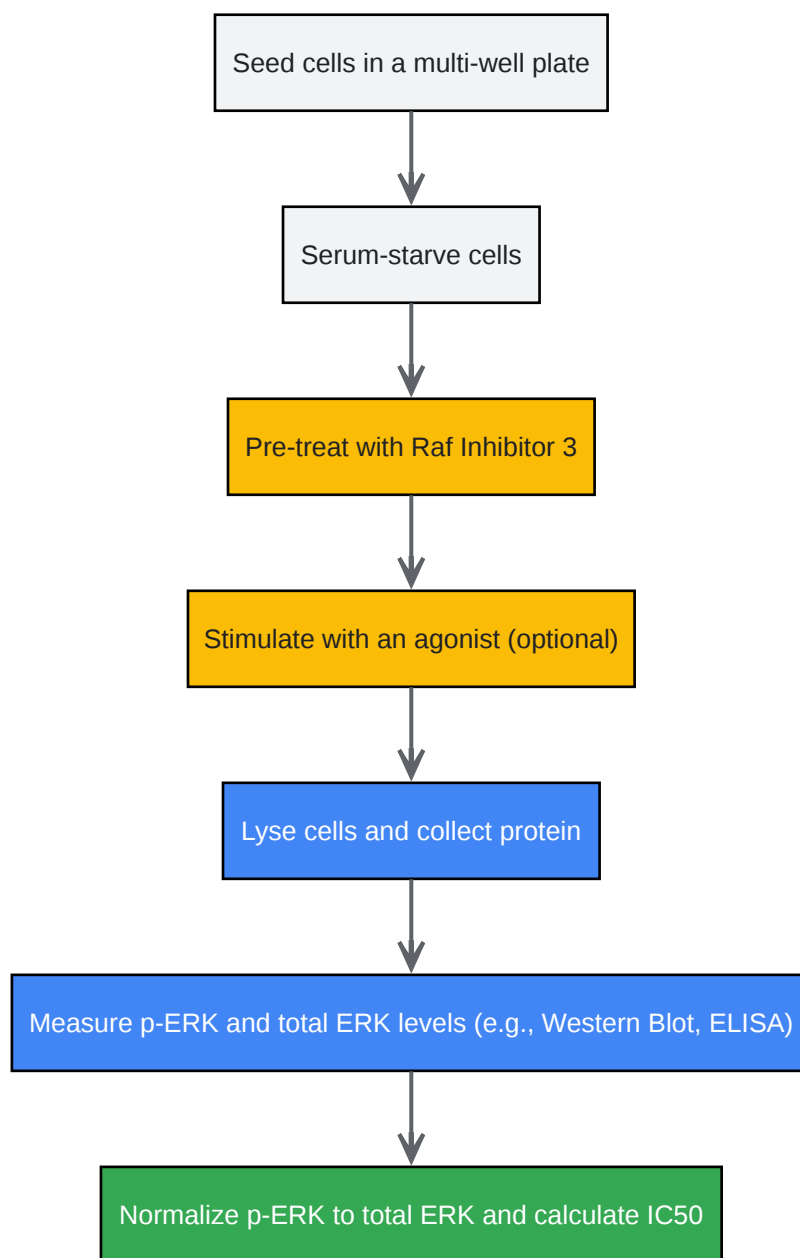 Seed cells in a multi-well plate
Serum-starve cells
Pre-treat with Raf Inhibitor 3
Stimulate with an agonist (optional)
Lyse cells and collect protein
Measure p-ERK and total ERK levels (e.g., Western Blot, ELISA)
Normalize p-ERK to total ERK and calculate IC50